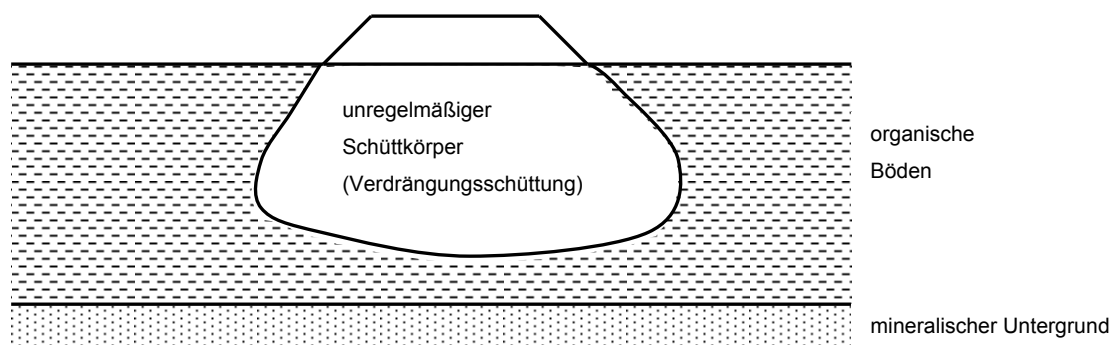 unregelmäßiger
Schüttkörper
(Verdrängungsschüttung)
organische
Böden
mineralischer Untergrund